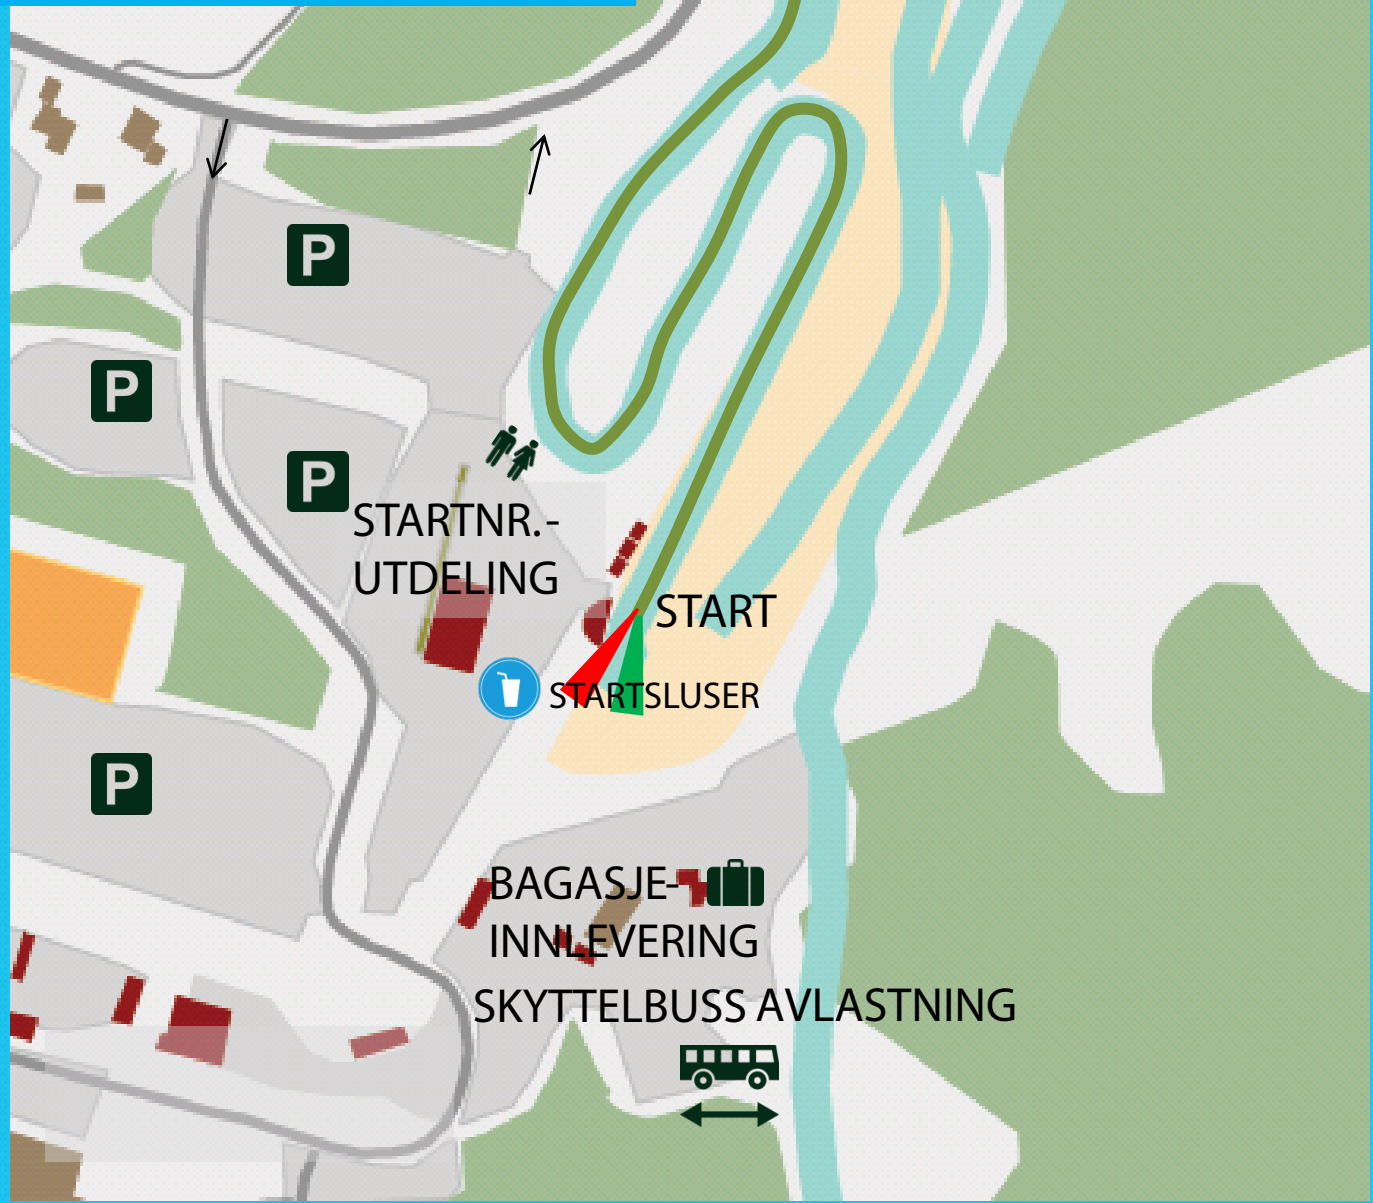 P
P
P
STARTNR.-
UTDELING
START
STARTSLUSER
P
BAGASJE-
INNLEVERING
SKYTTELBUSS AVLASTNING